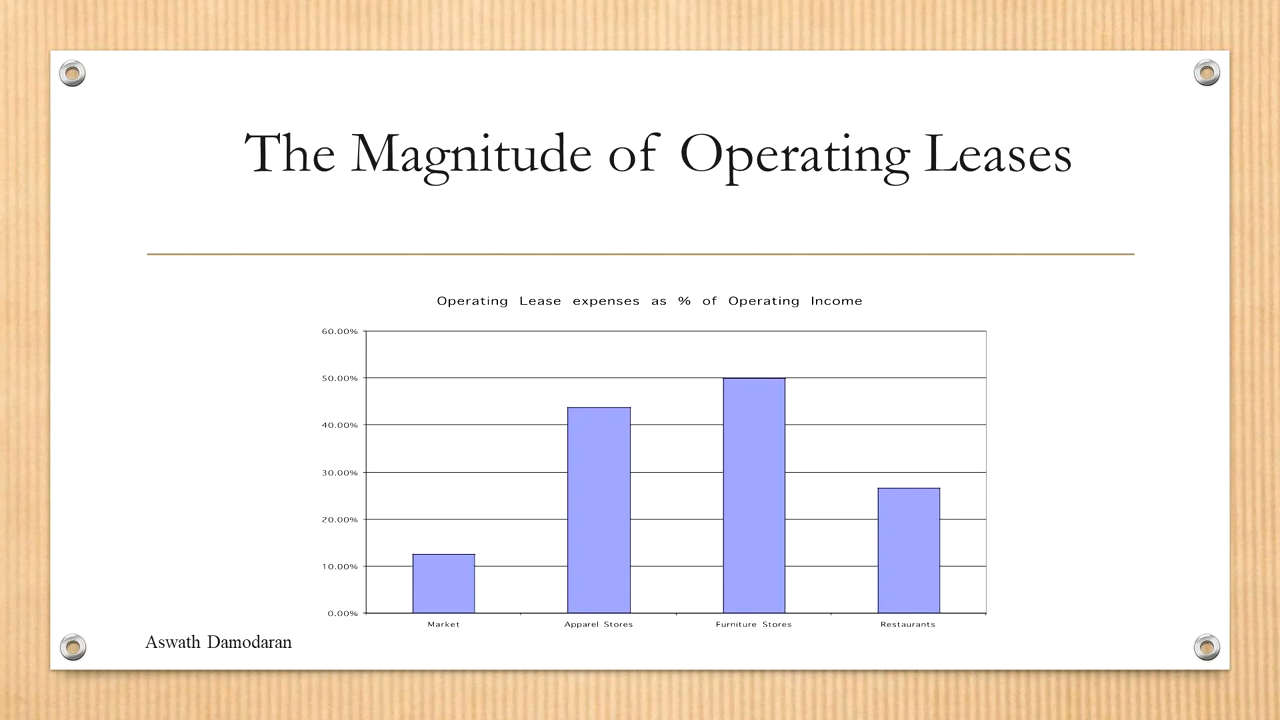 The Magnitude of Operating Leases
Operating Lease expenses as % of Operating Income
60.00%
50.00%
40.00%
30.00%
20.00%
10.00%
0.00%
Market Apparel Stores Furniture Stores Restaurants
Aswath Damodaran